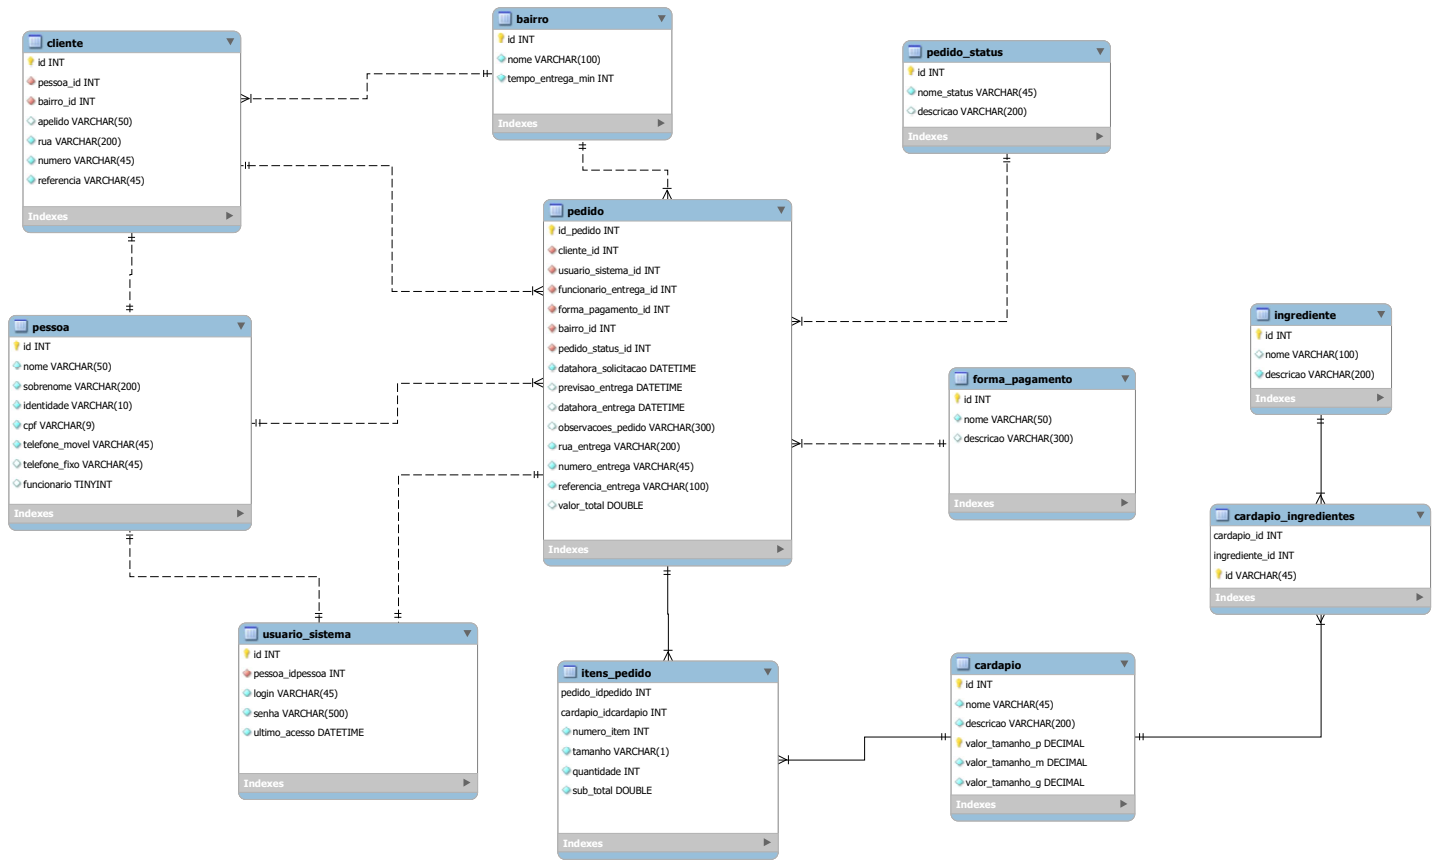 cliente
id INT
pessoa_id INT
bairro_id INT
apelido VARCHAR(50)
rua VARCHAR(200)
numero VARCHAR(45)
referencia VARCHAR(45)
Indexes
bairro
id INT
nome VARCHAR(100)
tempo_entrega_min INT
Indexes
pedido_status
id INT
nome_status VARCHAR(45)
descricao VARCHAR(200)
Indexes
pessoa
id INT
nome VARCHAR(50)
sobrenome VARCHAR(200)
identidade VARCHAR(10)
cpf VARCHAR(9)
telefone_movel VARCHAR(45)
telefone_fixo VARCHAR(45)
funcionario TINYINT
Indexes
pedido
id_pedido INT
cliente_id INT
usuario_sistema_id INT
funcionario_entrega_id INT
forma_pagamento_id INT
bairro_id INT
pedido_status_id INT
datahora_solicitacao DATETIME
previsao_entrega DATETIME
datahora_entrega DATETIME
observacoes_pedido VARCHAR(300)
rua_entrega VARCHAR(200)
numero_entrega VARCHAR(45)
referencia_entrega VARCHAR(100)
valor_total DOUBLE
Indexes
forma_pagamento
id INT
nome VARCHAR(50)
descricao VARCHAR(300)
Indexes
ingrediente
id INT
nome VARCHAR(100)
descricao VARCHAR(200)
Indexes
cardapio_ingredientes
cardapio_id INT
ingrediente_id INT
id VARCHAR(45)
Indexes
usuario_sistema
id INT
pessoa_idpessoa INT
login VARCHAR(45)
senha VARCHAR(500)
ultimo_acesso DATETIME
Indexes
itens_pedido
pedido_idpedido INT
cardapio_idcardapio INT
numero_item INT
tamanho VARCHAR(1)
quantidade INT
sub_total DOUBLE
Indexes
cardapio
id INT
nome VARCHAR(45)
descricao VARCHAR(200)
valor_tamanho_p DECIMAL
valor_tamanho_m DECIMAL
valor_tamanho_g DECIMAL
Indexes